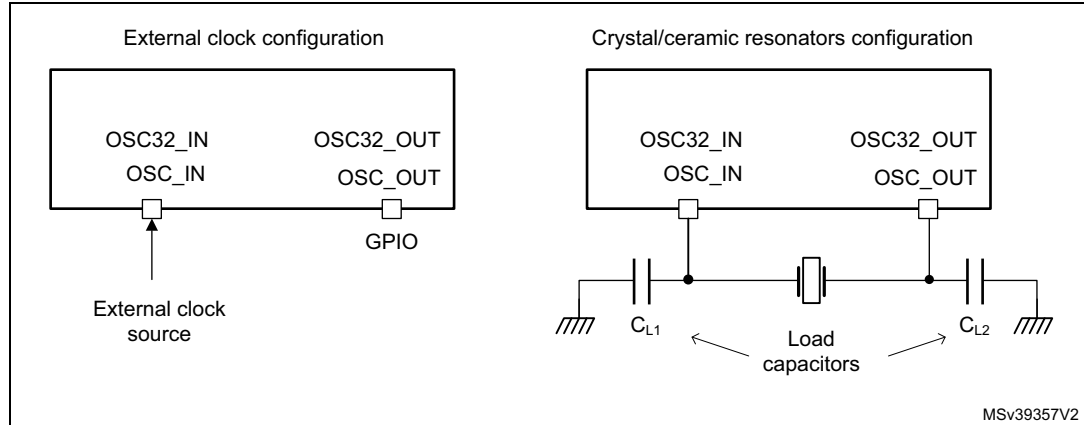 External clock configuration
Crystal/ceramic resonators configuration
OSC32_IN
OSC32_OUT
OSC_IN
OSC_OUT
GPIO
External clock
source
OSC32_IN
OSC32_OUT
OSC_IN
OSC_OUT
CL1
CL2
Load
capacitors
MSv39357V2